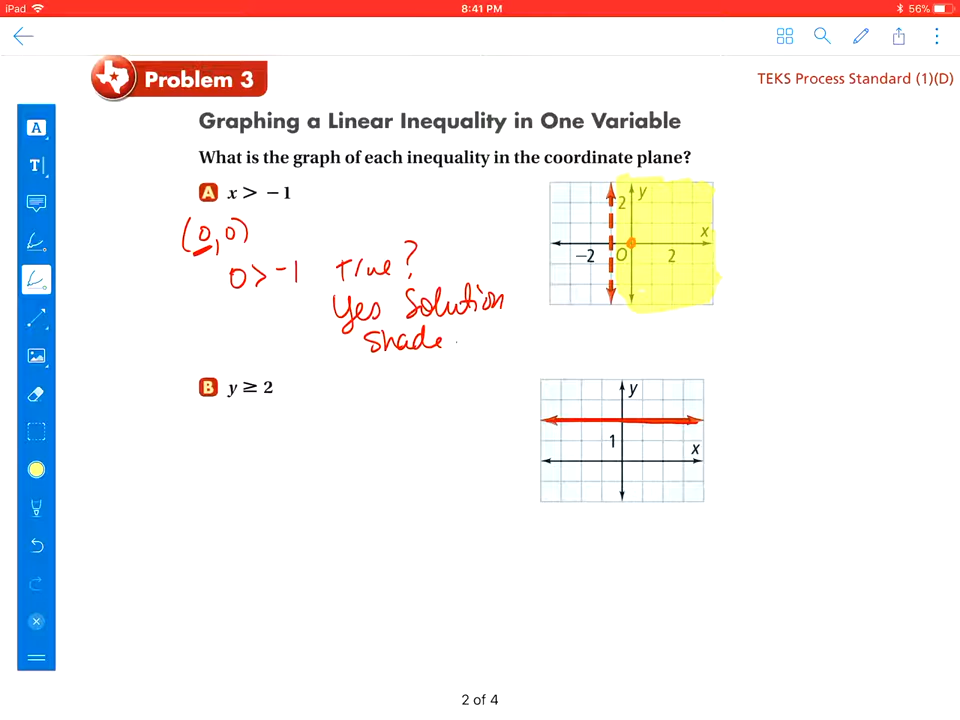 iPad 8:41 PM 56%
Problem 3
TEKS Process Standard (1)(D)
Graphing a Linear Inequality in One Variable
What is the graph of each inequality in the coordinate plane?
A x > −1
y
2
x
−2 O 2
(0, 0)
0 > -1 true?
Yes Solution
Shade
B y ≥ 2
y
1
x
A
T
2 of 4